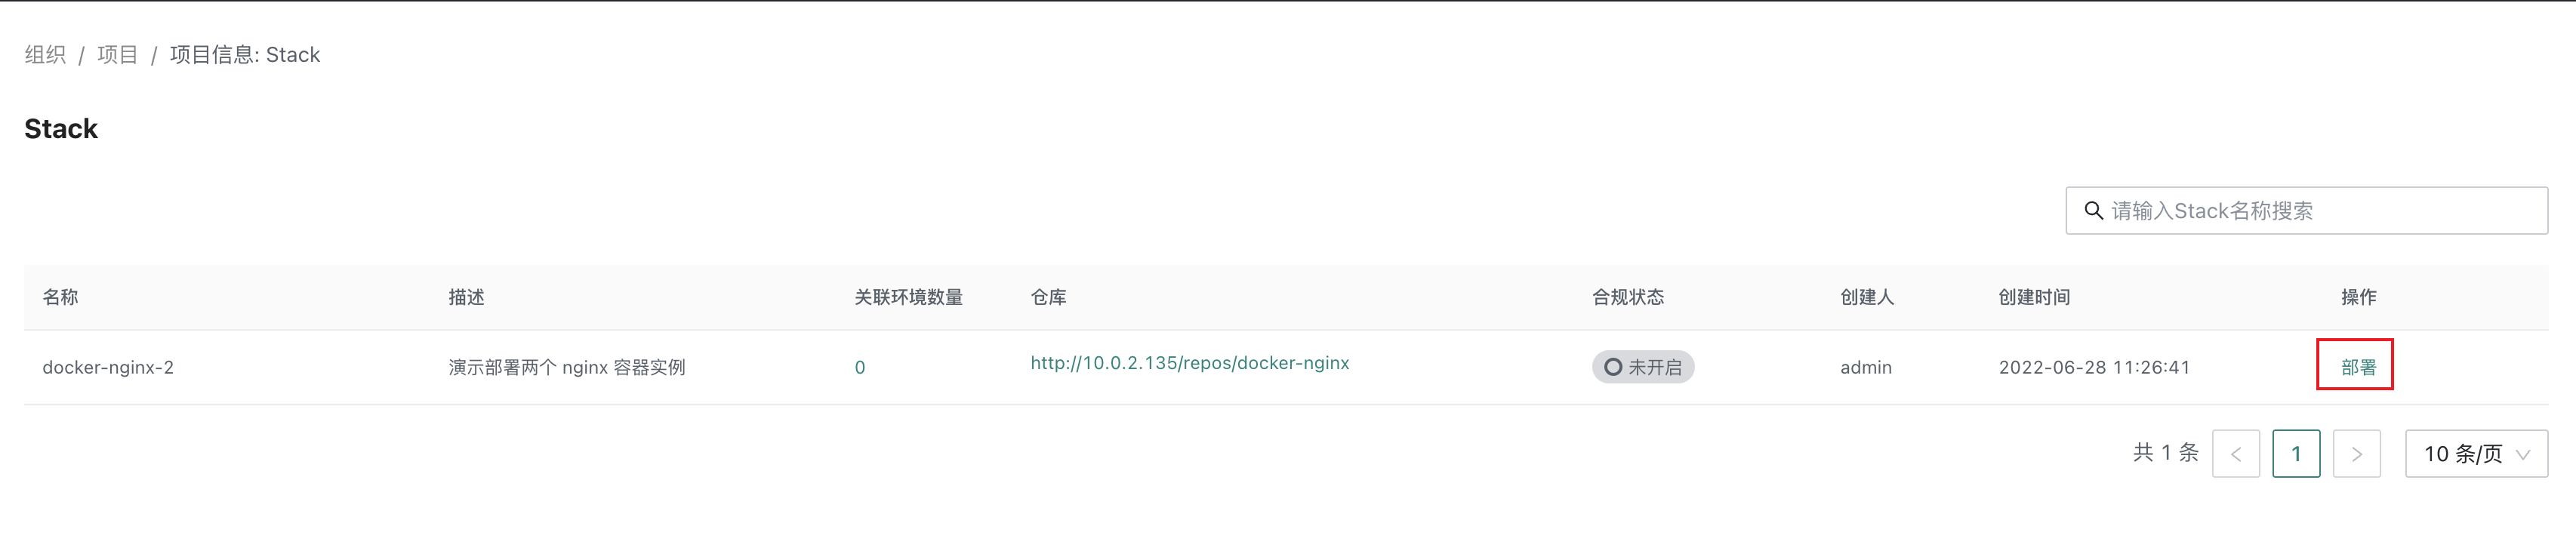 组织 / 项目 / 项目信息: Stack
Stack
请输入Stack名称搜索
名称 描述 关联环境数量 仓库 合规状态 创建人 创建时间 操作
docker-nginx-2 演示部署两个 nginx 容器实例 0 http://10.0.2.135/repos/docker-nginx 未开启 admin 2022-06-28 11:26:41 部署
共 1 条 < 1 > 10 条/页